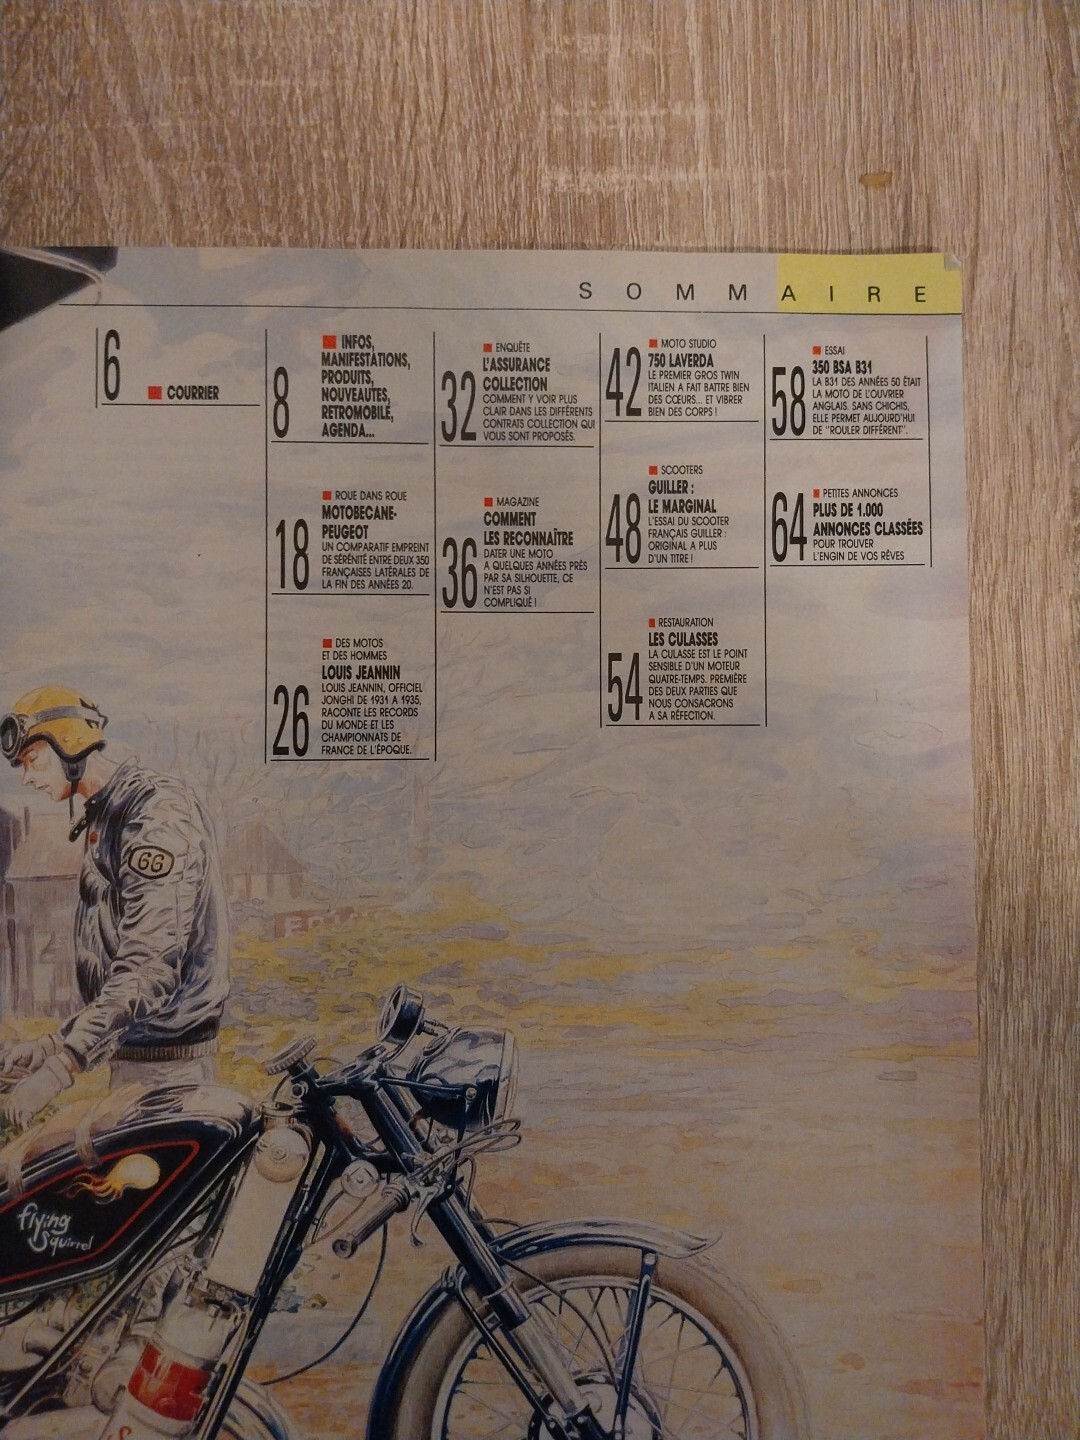 SOMMAIRE
6
COURRIER
8
INFOS,
MANIFESTATIONS,
PRODUITS,
NOUVEAUTES,
RETROMOBILE,
AGENDA...
18
ROUE DANS ROUE
MOTOBECANE-
PEUGEOT
UN COMPARATIF EMPREINT
DE SÉRÉNITÉ ENTRE DEUX 350
FRANÇAISES LATÉRALES DE
LA FIN DES ANNÉES 20.
26
DES MOTOS
ET DES HOMMES
LOUIS JEANNIN
LOUIS JEANNIN, OFFICIEL
JONGHI DE 1931 A 1935,
RACONTE LES RECORDS
DU MONDE ET LES
CHAMPIONNATS DE
FRANCE DE L'ÉPOQUE.
32
ENQUÊTE
L'ASSURANCE
COLLECTION
COMMENT Y VOIR PLUS
CLAIR DANS LES DIFFÉRENTS
CONTRATS COLLECTION QUI
VOUS SONT PROPOSÉS.
36
MAGAZINE
COMMENT
LES RECONNAÎTRE
DATER UNE MOTO
A QUELQUES ANNÉES PRÈS
PAR SA SILHOUETTE, CE
N'EST PAS SI
COMPLIQUÉ !
42
MOTO STUDIO
750 LAVERDA
LE PREMIER GROS TWIN
ITALIEN A FAIT BATTRE BIEN
DES CŒURS... ET VIBRER
BIEN DES CORPS !
48
SCOOTERS
GUILLER :
LE MARGINAL
L'ESSAI DU SCOOTER
FRANÇAIS GUILLER :
ORIGINAL A PLUS
D'UN TITRE !
54
RESTAURATION
LES CULASSES
LA CULASSE EST LE POINT
SENSIBLE D'UN MOTEUR
QUATRE-TEMPS. PREMIÈRE
DES DEUX PARTIES QUE
NOUS CONSACRONS
A SA RÉFECTION.
58
ESSAI
350 BSA B31
LA B31 DES ANNÉES 50 ÉTAIT
LA MOTO DE L'OUVRIER
ANGLAIS. SANS CHICHIS,
ELLE PERMET AUJOURD'HUI
DE "ROULER DIFFÉRENT".
64
PETITES ANNONCES
PLUS DE 1.000
ANNONCES CLASSÉES
POUR TROUVER
L'ENGIN DE VOS RÊVES
66
flying
Squirrel